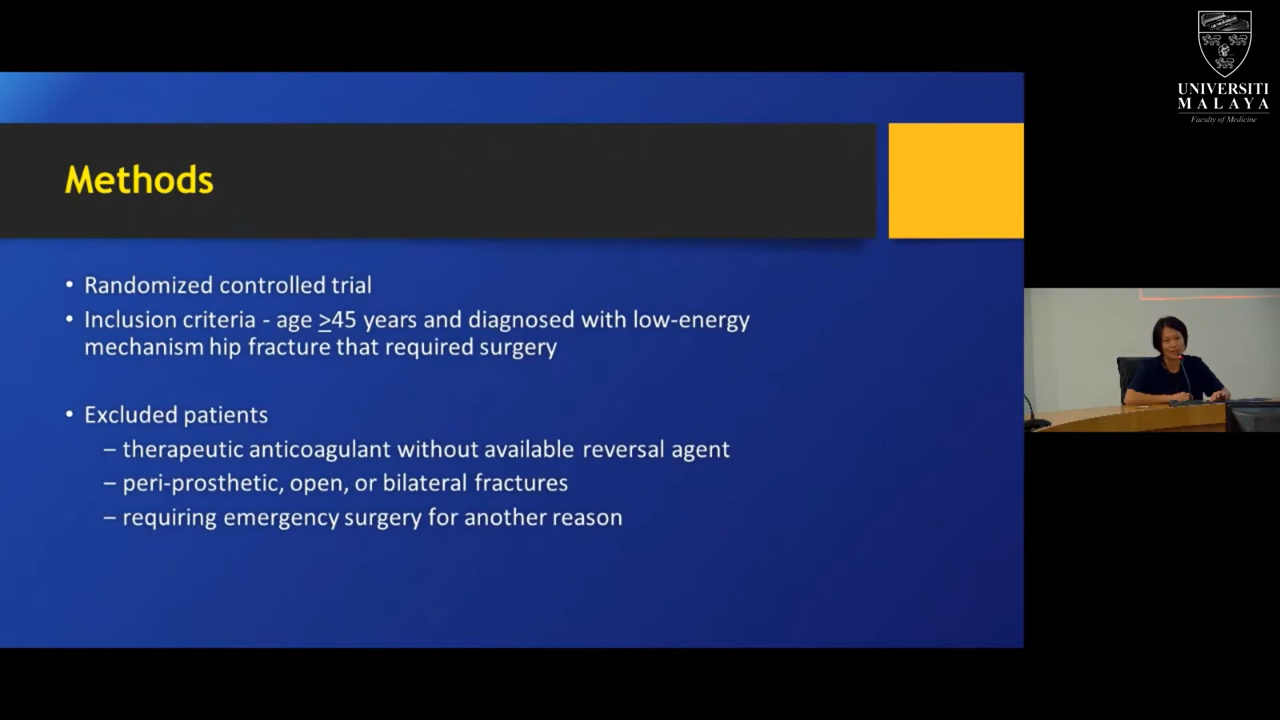 UNIVERSITI
MALAYA
Faculty of Medicine
Methods
• Randomized controlled trial
• Inclusion criteria - age ≥45 years and diagnosed with low-energy
mechanism hip fracture that required surgery
• Excluded patients
– therapeutic anticoagulant without available reversal agent
– peri-prosthetic, open, or bilateral fractures
– requiring emergency surgery for another reason